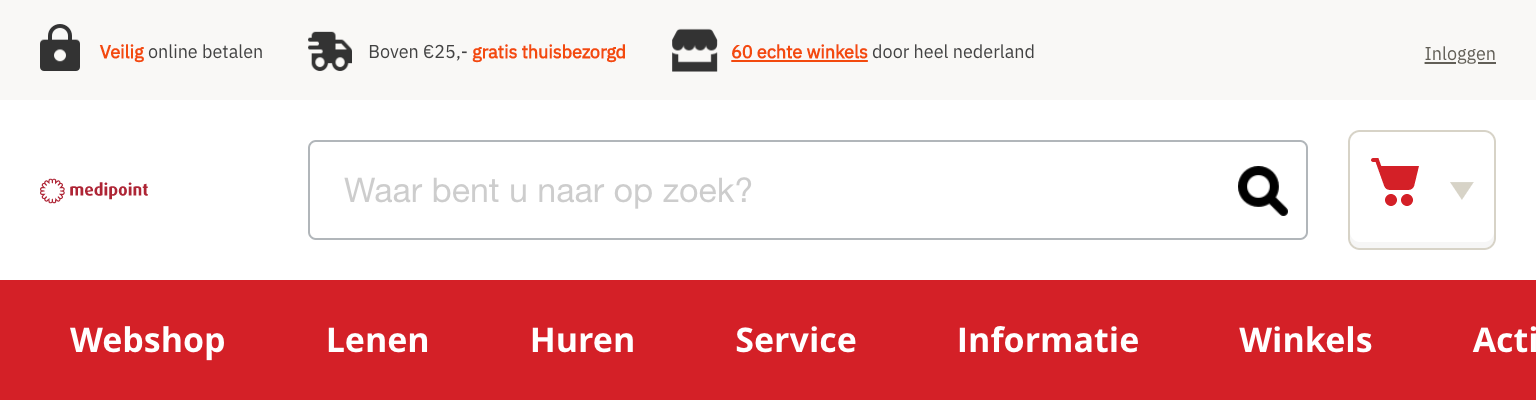 Veilig online betalen
Boven €25,- gratis thuisbezorgd
60 echte winkels door heel nederland
Inloggen
medipoint
Waar bent u naar op zoek?
Webshop Lenen Huren Service Informatie Winkels Acti